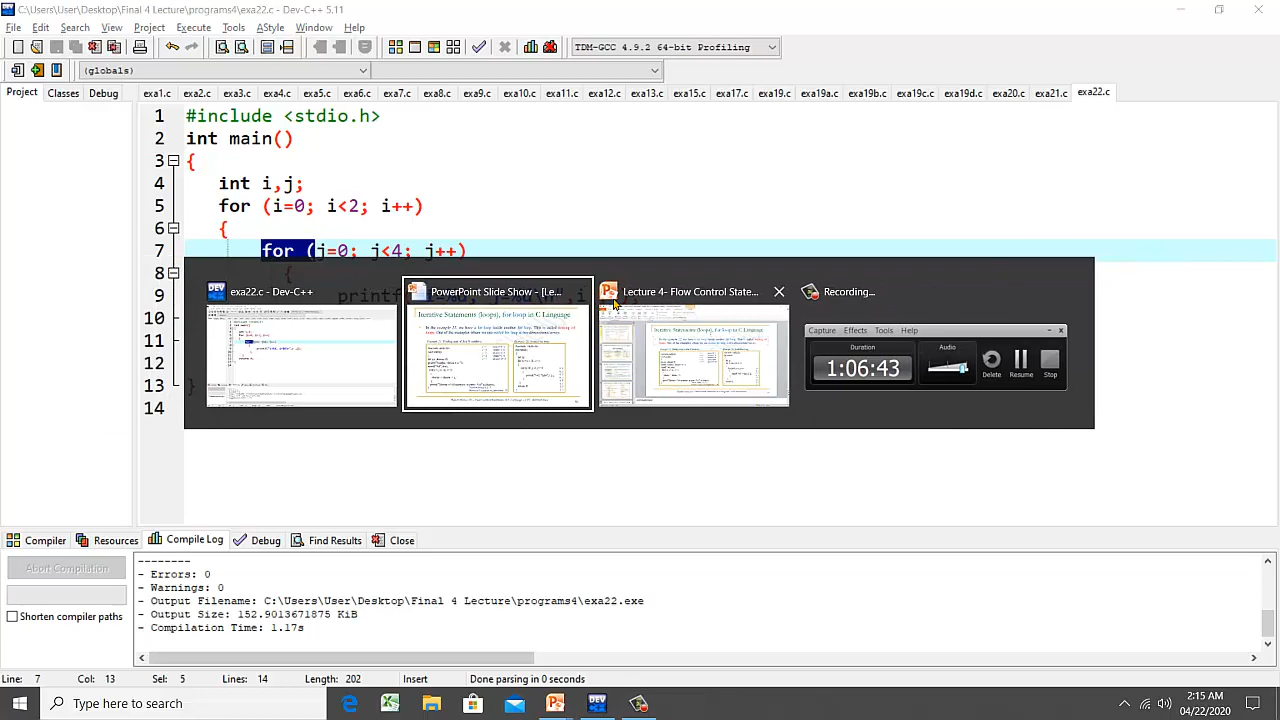 C:\Users\User\Desktop\Final 4 Lecture\programs4\exa22.c - Dev-C++ 5.11
File Edit Search View Project Execute Tools AStyle Window Help
TDM-GCC 4.9.2 64-bit Profiling
(globals)
Project Classes Debug exa1.c exa2.c exa3.c exa4.c exa5.c exa6.c exa7.c exa8.c exa9.c exa10.c exa11.c exa12.c exa13.c exa15.c exa17.c exa19.c exa19a.c exa19b.c exa19c.c exa19d.c exa20.c exa21.c exa22.c
1 #include <stdio.h>
2 int main()
3 {
4 int i,j;
5 for (i=0; i<2; i++)
6 {
7 for (j=0; j<4; j++)
8 {
9
10
11
12
13 }
14
exa22.c - Dev-C++
PowerPoint Slide Show - [Le...
Lecture 4- Flow Control State...
Recording...
Iterative Statements (loops), for loop in C Language
Capture Effects Tools Help
Duration Audio
1:06:43
Delete Resume Stop
Compiler Resources Compile Log Debug Find Results Close
Abort Compilation
Shorten compiler paths
--------
- Errors: 0
- Warnings: 0
- Output Filename: C:\Users\User\Desktop\Final 4 Lecture\programs4\exa22.exe
- Output Size: 152.9013671875 KiB
- Compilation Time: 1.17s
Line: 7 Col: 13 Sel: 5 Lines: 14 Length: 202 Insert Done parsing in 0 seconds
Type here to search
2:15 AM
04/22/2020